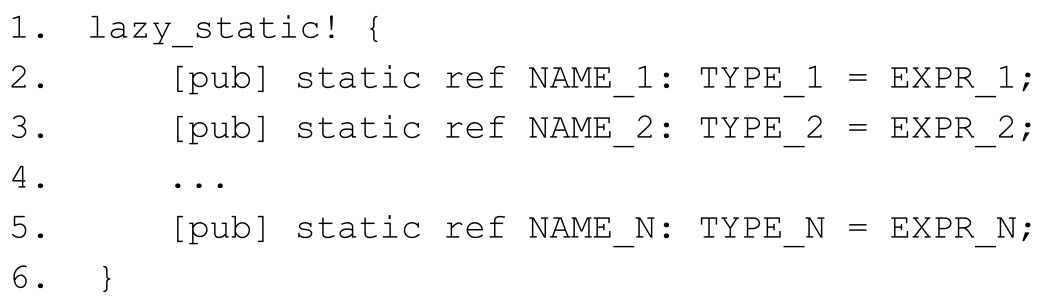 1. lazy_static! {
2. [pub] static ref NAME_1: TYPE_1 = EXPR_1;
3. [pub] static ref NAME_2: TYPE_2 = EXPR_2;
4. ...
5. [pub] static ref NAME_N: TYPE_N = EXPR_N;
6. }